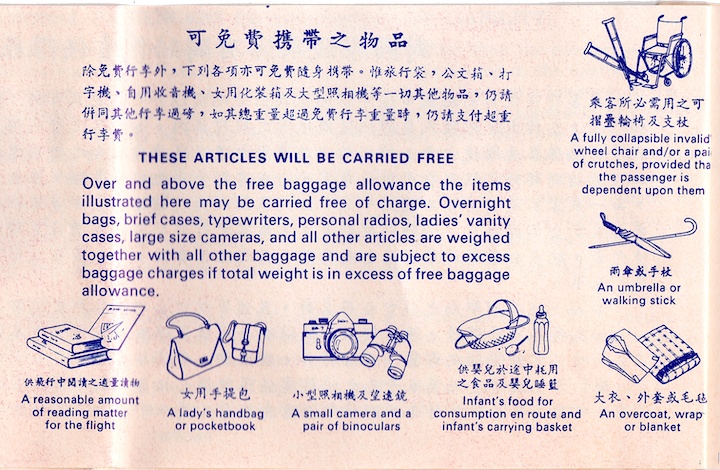 可免費携帶之物品
除免費行李外，下列各項亦可免費隨身携帶。惟旅行袋，公文箱、打
字機、自用收音機、女用化裝箱及大型照相機等一切其他物品，仍請
併同其他行李過磅，如其總重量超過免費行李重量時，仍請支付超重
行李費。
THESE ARTICLES WILL BE CARRIED FREE
Over and above the free baggage allowance the items
illustrated here may be carried free of charge. Overnight
bags, brief cases, typewriters, personal radios, ladies' vanity
cases, large size cameras, and all other articles are weighed
together with all other baggage and are subject to excess
baggage charges if total weight is in excess of free baggage
allowance.
乘客所必需用之可
摺疊輪椅及支杖
A fully collapsible invalid
wheel chair and/or a pai
of crutches, provided tha
the passenger is
dependent upon them
雨傘或手杖
An umbrella or
walking stick
供飛行中閱讀之適量讀物
A reasonable amount
of reading matter
for the flight
女用手提包
A lady's handbag
or pocketbook
小型照相機及望遠鏡
A small camera and a
pair of binoculars
供嬰兒於途中耗用
之食品及嬰兒睡籃
Infant's food for
consumption en route and
infant's carrying basket
大衣、外套或毛毯
An overcoat, wrap
or blanket